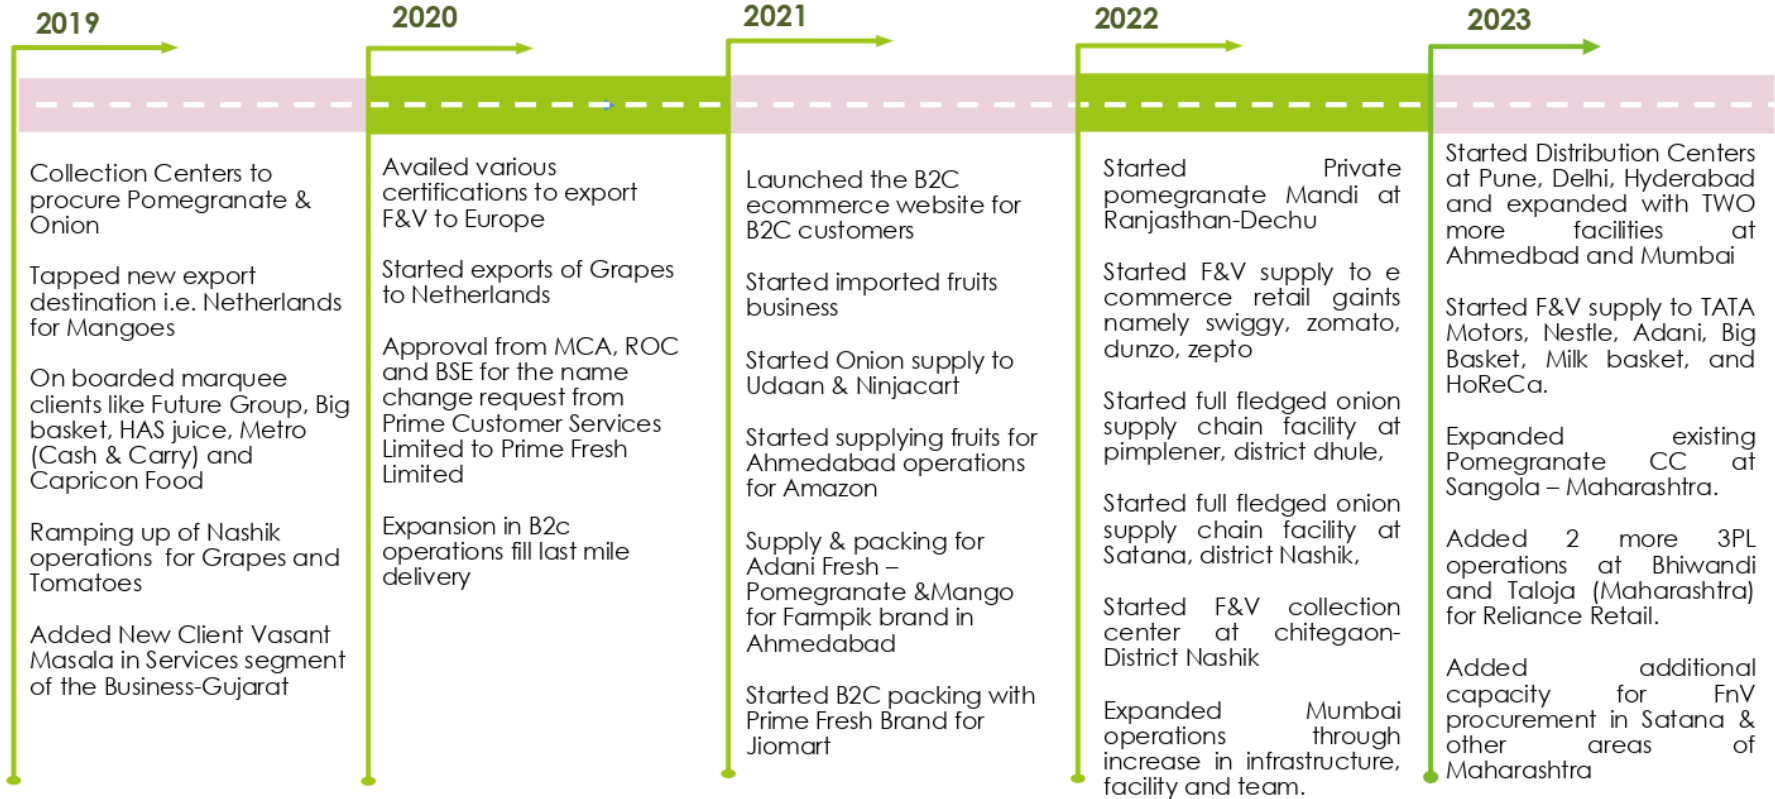 2019
Collection Centers to
procure Pomegranate &
Onion
Tapped new export
destination i.e. Netherlands
for Mangoes
On boarded marquee
clients like Future Group, Big
basket, HAS juice, Metro
(Cash & Carry) and
Capricon Food
Ramping up of Nashik
operations for Grapes and
Tomatoes
Added New Client Vasant
Masala in Services segment
of the Business-Gujarat
2020
Availed various
certifications to export
F&V to Europe
Started exports of Grapes
to Netherlands
Approval from MCA, ROC
and BSE for the name
change request from
Prime Customer Services
Limited to Prime Fresh
Limited
Expansion in B2c
operations fill last mile
delivery
2021
Launched the B2C
ecommerce website for
B2C customers
Started imported fruits
business
Started Onion supply to
Udaan & Ninjacart
Started supplying fruits for
Ahmedabad operations
for Amazon
Supply & packing for
Adani Fresh –
Pomegranate &Mango
for Farmpik brand in
Ahmedabad
Started B2C packing with
Prime Fresh Brand for
Jiomart
2022
Started Private
pomegranate Mandi at
Ranjasthan-Dechu
Started F&V supply to e
commerce retail gaints
namely swiggy, zomato,
dunzo, zepto
Started full fledged onion
supply chain facility at
pimplener, district dhule,
Started full fledged onion
supply chain facility at
Satana, district Nashik,
Started F&V collection
center at chitegaon-
District Nashik
Expanded Mumbai
operations through
increase in infrastructure,
facility and team.
2023
Started Distribution Centers
at Pune, Delhi, Hyderabad
and expanded with TWO
more facilities at
Ahmedbad and Mumbai
Started F&V supply to TATA
Motors, Nestle, Adani, Big
Basket, Milk basket, and
HoReCa.
Expanded existing
Pomegranate CC at
Sangola – Maharashtra.
Added 2 more 3PL
operations at Bhiwandi
and Taloja (Maharashtra)
for Reliance Retail.
Added additional
capacity for FnV
procurement in Satana &
other areas of
Maharashtra